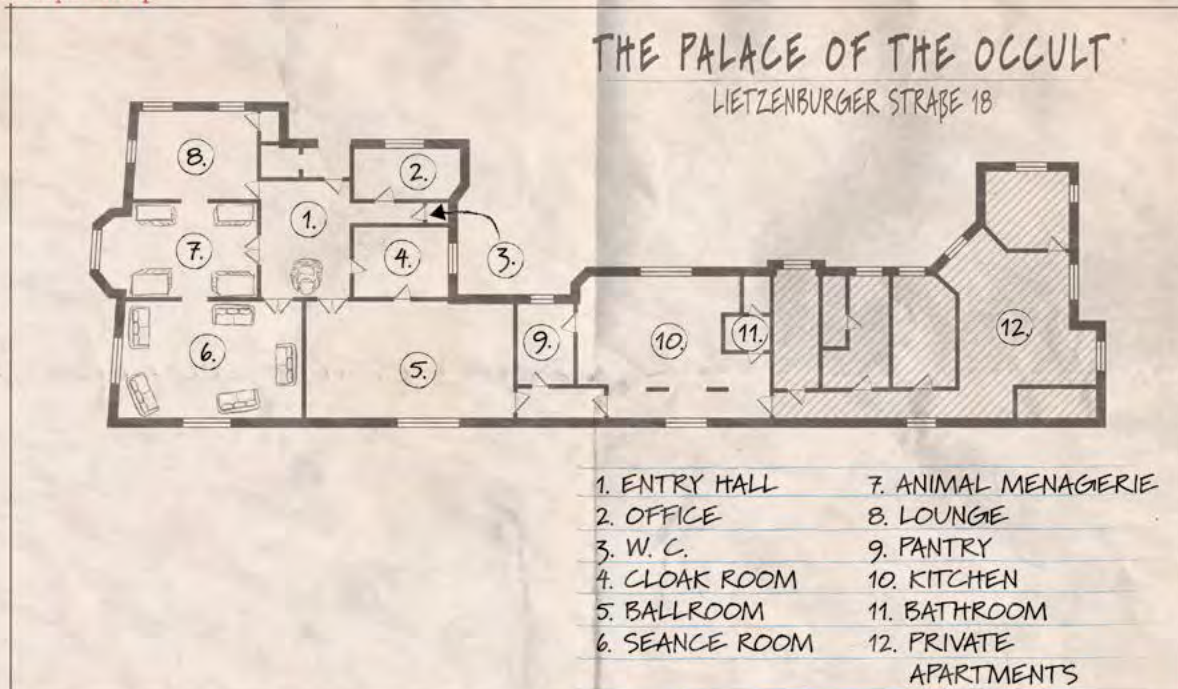 THE PALACE OF THE OCCULT
LIETZENBURGER STRAßE 18
8.
2.
1.
7.
4.
3.
6.
5.
9.
10.
11.
12.
1. ENTRY HALL
2. OFFICE
3. W. C.
4. CLOAK ROOM
5. BALLROOM
6. SEANCE ROOM
7. ANIMAL MENAGERIE
8. LOUNGE
9. PANTRY
10. KITCHEN
11. BATHROOM
12. PRIVATE
APARTMENTS